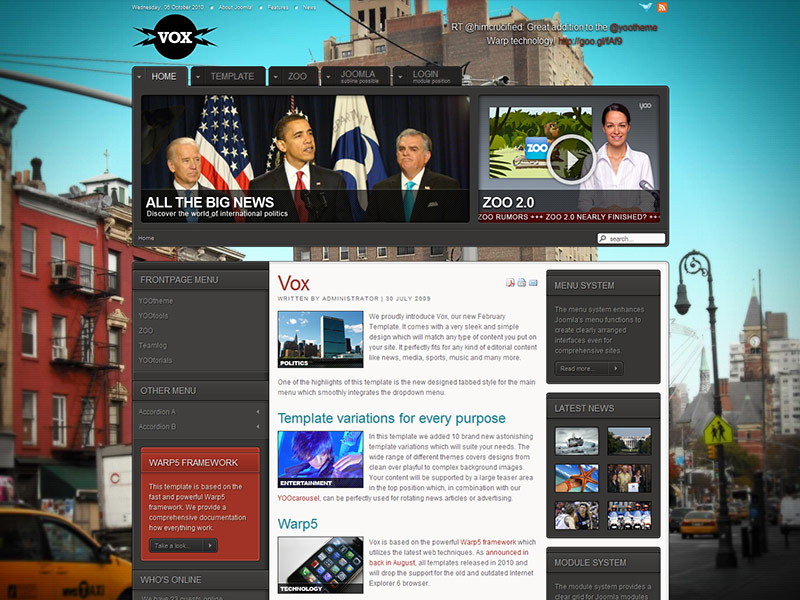 Wednesday, 06 October 2010 About Joomla! Features News
VOX
RT @himcrucified: Great addition to the @yootheme
Warp technology! http://goo.gl/fAf9
HOME
TEMPLATE
ZOO
JOOMLA
subline possible
LOGIN
module position
ZOO
yoo
ALL THE BIG NEWS
Discover the world of international politics
ZOO 2.0
ZOO RUMORS +++ ZOO 2.0 NEARLY FINISHED? +++
Home
search...
FRONTPAGE MENU
YOOtheme
YOOtools
ZOO
Teamlog
YOOtorials
OTHER MENU
Accordion A
Accordion B
WARP5 FRAMEWORK
This template is based on the
fast and powerful Warp5
framework. We provide a
comprehensive documentation
how everything work.
Take a look...
WHO'S ONLINE
We have 23 guests online
Vox
WRITTEN BY ADMINISTRATOR | 30 JULY 2009
POLITICS
We proudly introduce Vox, our new February
Template. It comes with a very sleek and simple
design which will match any type of content you put on
your site. It perfectly fits for any kind of editorial content
like news, media, sports, music and many more.
One of the highlights of this template is the new designed tabbed style for the main
menu which smoothly integrates the dropdown menu.
Template variations for every purpose
ENTERTAINMENT
In this template we added 10 brand new astonishing
template variations which will suite your needs. The
wide range of different themes covers designs from
clean over playful to complex background images.
Your content will be supported by a large teaser area
in the top position which, in combination with our
YOOcarousel, can be perfectly used for rotating news articles or advertising.
Warp5
TECHNOLOGY
Vox is based on the powerful Warp5 framework which
utilizes the latest web techniques. As announced in
back in August, all templates released in 2010 and
will drop the support for the old and outdated Internet
Explorer 6 browser.
MENU SYSTEM
The menu system enhances
Joomla's menu functions to
create clearly arranged
interfaces even for
comprehensive sites.
Read more...
LATEST NEWS
MODULE SYSTEM
The module system provides a
clear grid for Joomla modules